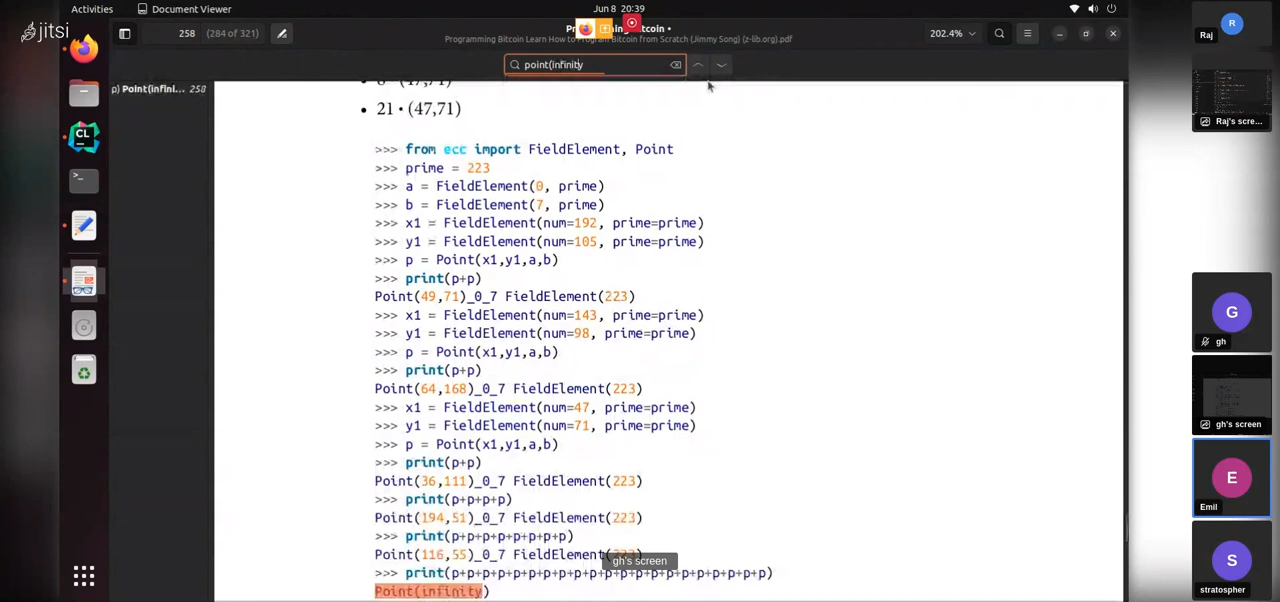 Activities
Document Viewer
Jun 8 20:39
jitsi
258
(284 of 321)
Programming Bitcoin Learn How to Program Bitcoin from Scratch (Jimmy Song) (z-lib.org).pdf
202.4%
point(infinity
p) Point(infini... 258
• 21 • (47,71)
>>> from ecc import FieldElement, Point
>>> prime = 223
>>> a = FieldElement(0, prime)
>>> b = FieldElement(7, prime)
>>> x1 = FieldElement(num=192, prime=prime)
>>> y1 = FieldElement(num=105, prime=prime)
>>> p = Point(x1,y1,a,b)
>>> print(p+p)
Point(49,71)_0_7 FieldElement(223)
>>> x1 = FieldElement(num=143, prime=prime)
>>> y1 = FieldElement(num=98, prime=prime)
>>> p = Point(x1,y1,a,b)
>>> print(p+p)
Point(64,168)_0_7 FieldElement(223)
>>> x1 = FieldElement(num=47, prime=prime)
>>> y1 = FieldElement(num=71, prime=prime)
>>> p = Point(x1,y1,a,b)
>>> print(p+p)
Point(36,111)_0_7 FieldElement(223)
>>> print(p+p+p+p)
Point(194,51)_0_7 FieldElement(223)
>>> print(p+p+p+p+p+p+p+p)
Point(116,55)_0_7 FieldElement(223)
>>> print(p+p+p+p+p+p+p+p+p+p+p+p+p+p+p+p+p+p+p+p+p)
Point(infinity)
gh's screen
CL
R
Raj
Raj's scre...
G
gh
gh's screen
E
Emil
S
stratospher